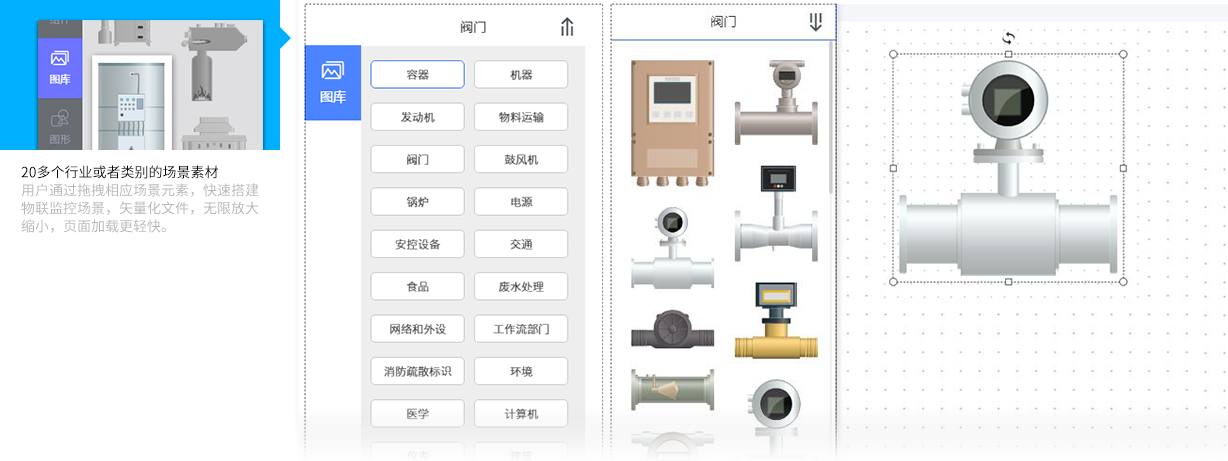 组件
图库
图形
20多个行业或者类别的场景素材
用户通过拖拽相应场景元素，快速搭建
物联监控场景，矢量化文件，无限放大
缩小，页面加载更轻快。
阀门
图库
容器
机器
发动机
物料运输
阀门
鼓风机
锅炉
电源
安控设备
交通
食品
废水处理
网络和外设
工作流部门
消防疏散标识
环境
医学
计算机
阀门